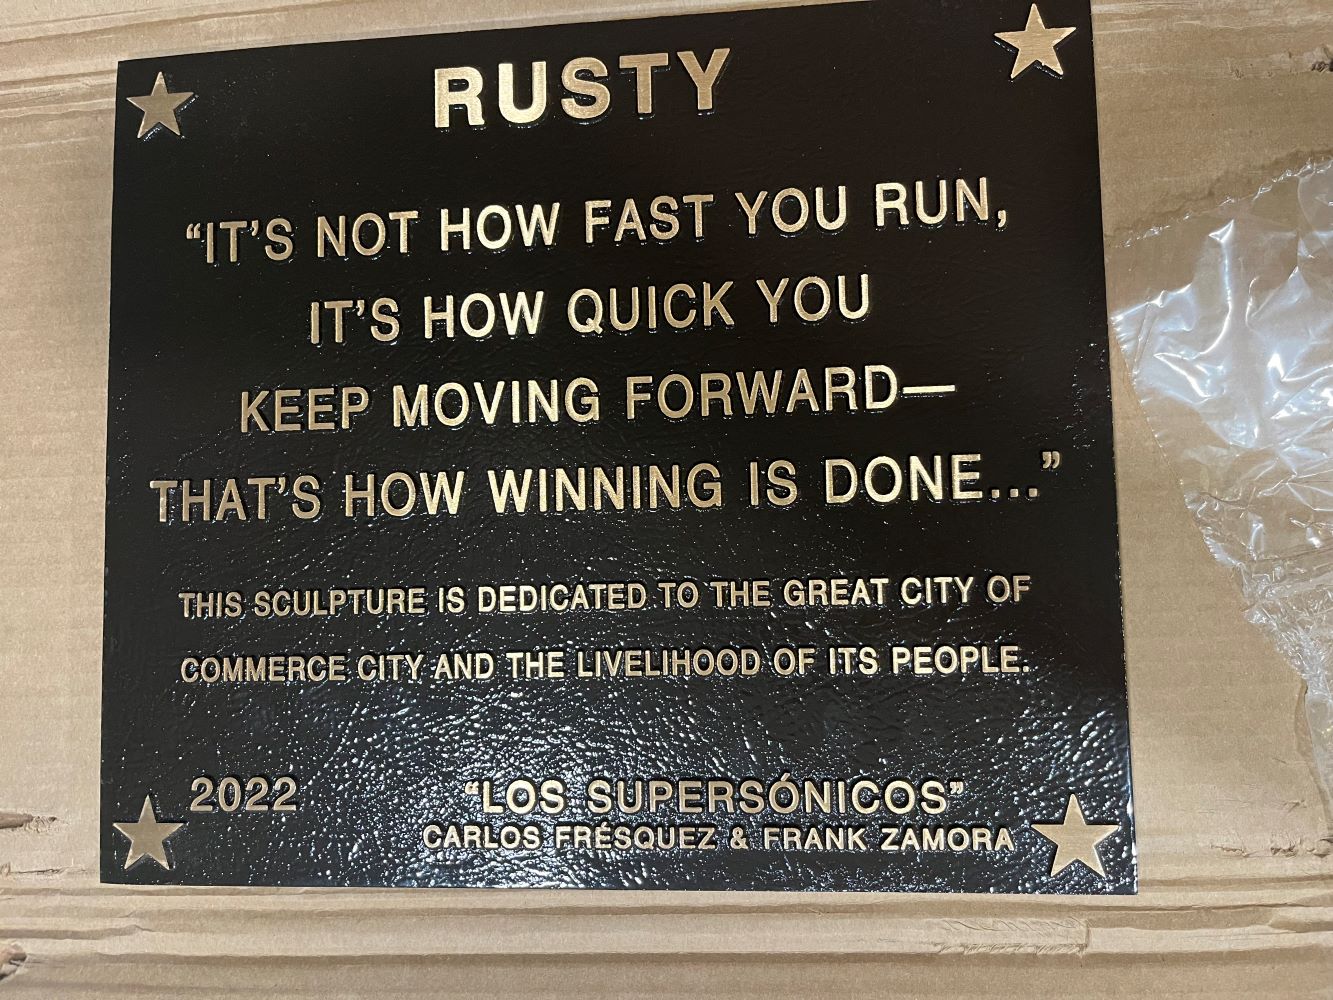 RUSTY
“IT’S NOT HOW FAST YOU RUN,
IT’S HOW QUICK YOU
KEEP MOVING FORWARD—
THAT’S HOW WINNING IS DONE...”
THIS SCULPTURE IS DEDICATED TO THE GREAT CITY OF
COMMERCE CITY AND THE LIVELIHOOD OF ITS PEOPLE.
2022 “LOS SUPERSÓNICOS”
CARLOS FRÉSQUEZ & FRANK ZAMORA